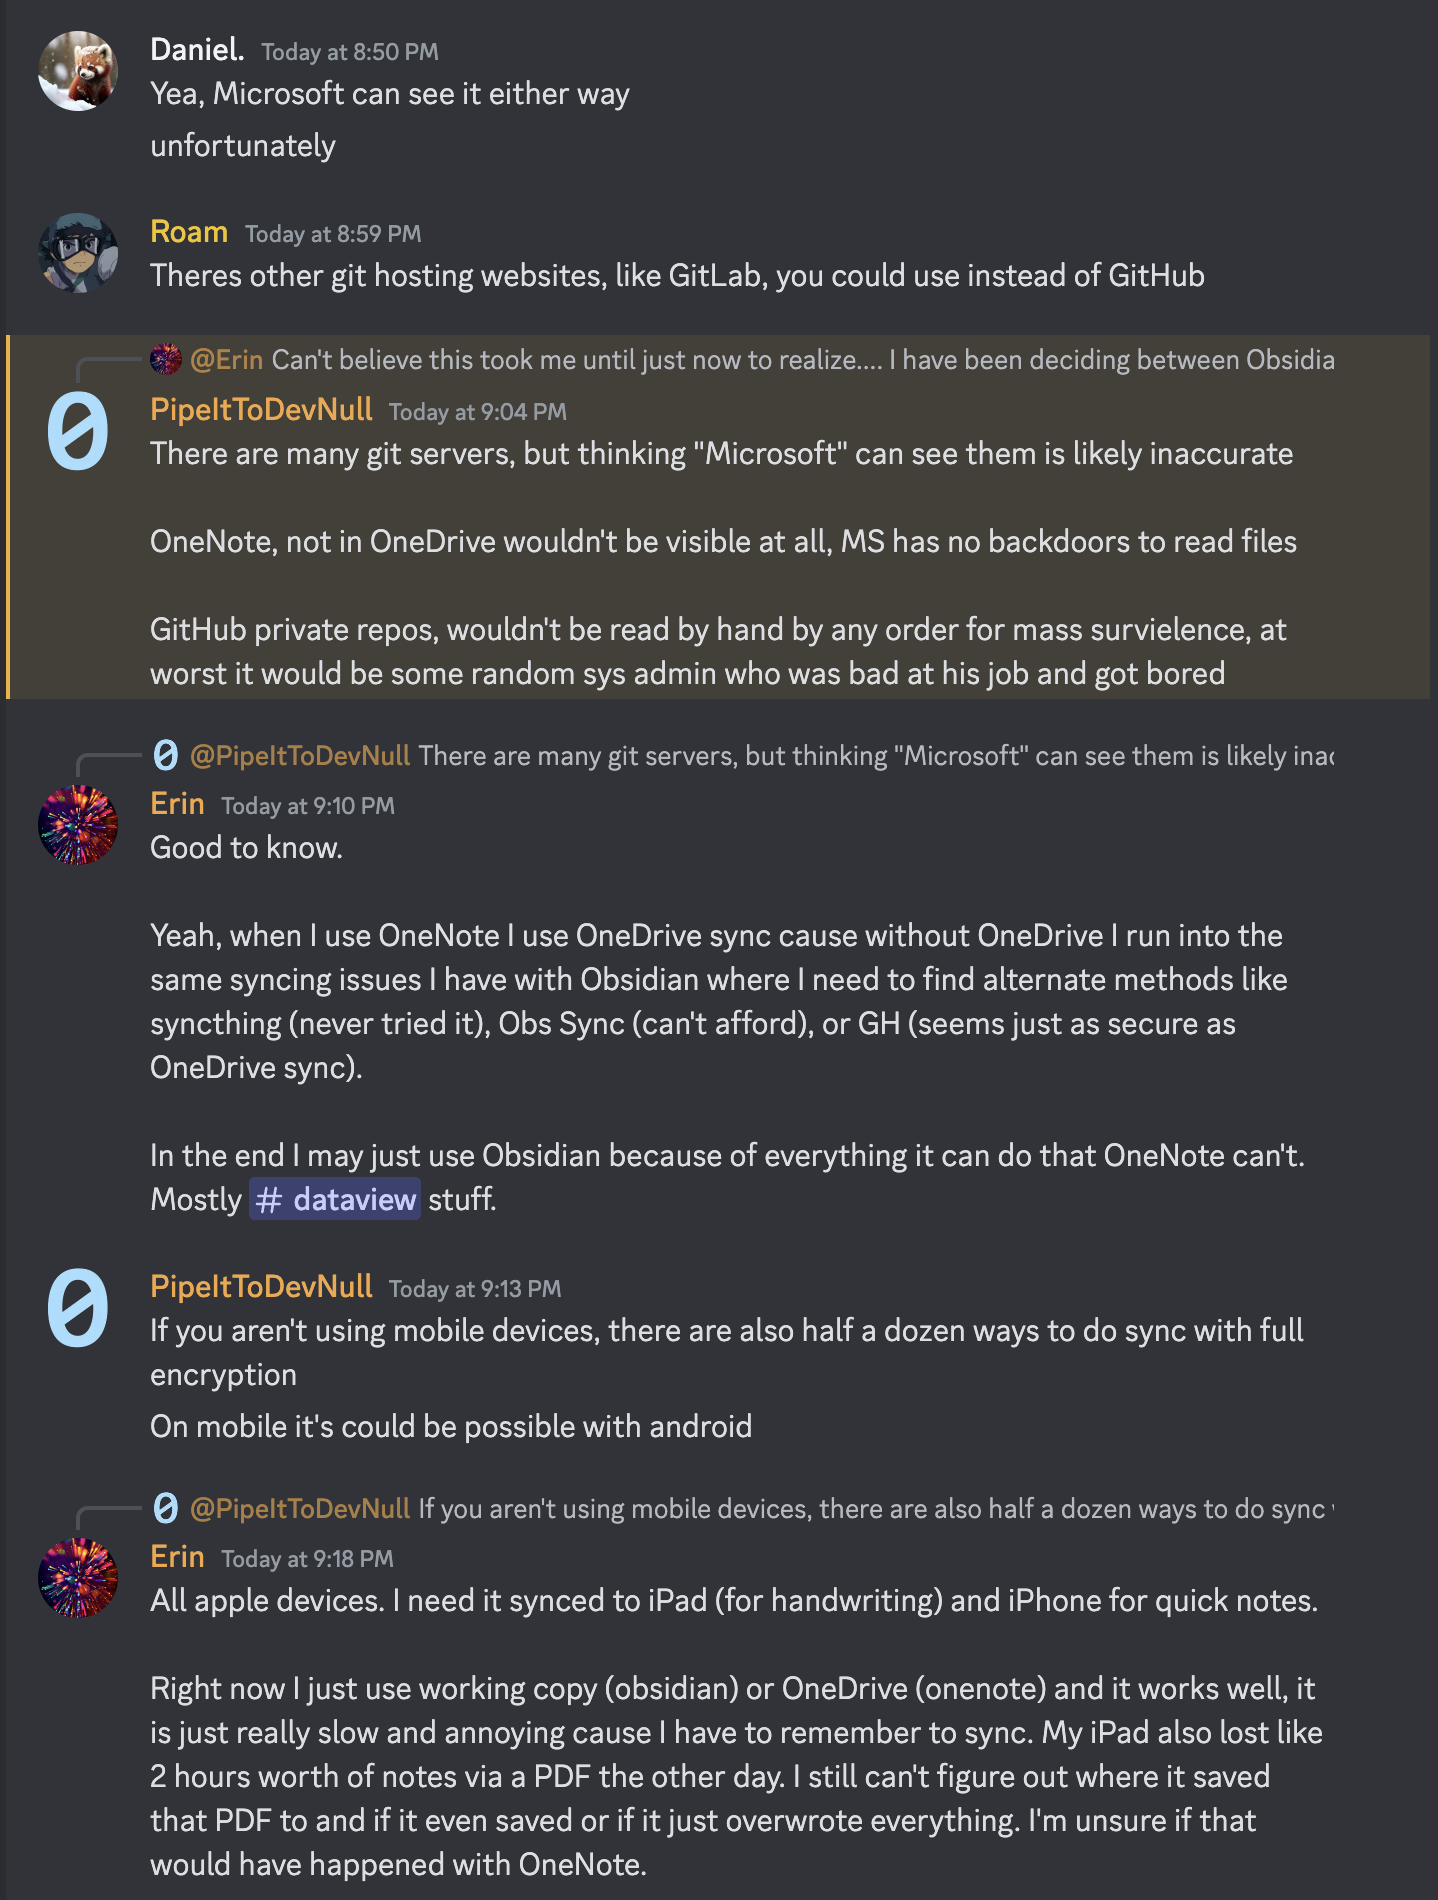 Daniel. Today at 8:50 PM
Yea, Microsoft can see it either way
unfortunately
Roam Today at 8:59 PM
Theres other git hosting websites, like GitLab, you could use instead of GitHub
@Erin Can't believe this took me until just now to realize.... I have been deciding between Obsidia
PipeItToDevNull Today at 9:04 PM
There are many git servers, but thinking "Microsoft" can see them is likely inaccurate
OneNote, not in OneDrive wouldn't be visible at all, MS has no backdoors to read files
GitHub private repos, wouldn't be read by hand by any order for mass survielence, at
worst it would be some random sys admin who was bad at his job and got bored
@PipeItToDevNull There are many git servers, but thinking "Microsoft" can see them is likely inac
Erin Today at 9:10 PM
Good to know.
Yeah, when I use OneNote I use OneDrive sync cause without OneDrive I run into the
same syncing issues I have with Obsidian where I need to find alternate methods like
syncthing (never tried it), Obs Sync (can't afford), or GH (seems just as secure as
OneDrive sync).
In the end I may just use Obsidian because of everything it can do that OneNote can't.
Mostly # dataview stuff.
PipeItToDevNull Today at 9:13 PM
If you aren't using mobile devices, there are also half a dozen ways to do sync with full
encryption
On mobile it's could be possible with android
@PipeItToDevNull If you aren't using mobile devices, there are also half a dozen ways to do sync
Erin Today at 9:18 PM
All apple devices. I need it synced to iPad (for handwriting) and iPhone for quick notes.
Right now I just use working copy (obsidian) or OneDrive (onenote) and it works well, it
is just really slow and annoying cause I have to remember to sync. My iPad also lost like
2 hours worth of notes via a PDF the other day. I still can't figure out where it saved
that PDF to and if it even saved or if it just overwrote everything. I'm unsure if that
would have happened with OneNote.